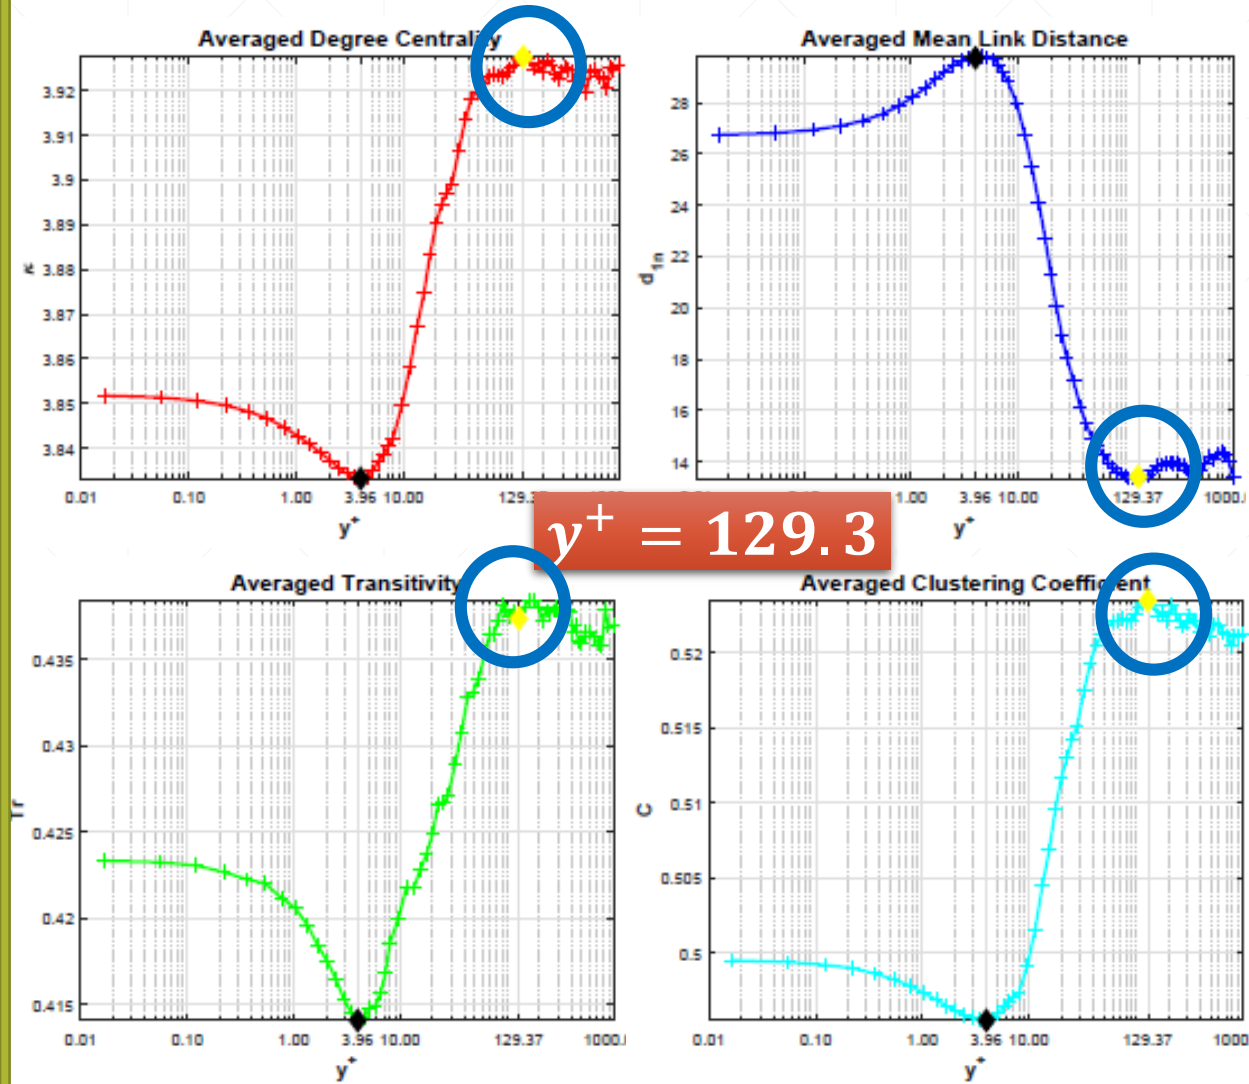 Averaged Degree Centrality
3.92
3.91
3.9
3.89
3.88
3.87
3.86
3.85
3.84
κ
0.01 0.10 1.00 3.96 10.00 129.3
y+
Averaged Mean Link Distance
28
26
24
22
20
18
16
14
d1n
1.00 3.96 10.00 129.37 1000.
y+
y+ = 129.3
Averaged Transitivity
0.435
0.43
0.425
0.42
0.415
Tr
0.01 0.10 1.00 3.96 10.00 129.37 1000.
y+
Averaged Clustering Coefficient
0.52
0.515
0.51
0.505
0.5
C
0.01 0.10 1.00 3.96 10.00 129.37 1000
y+